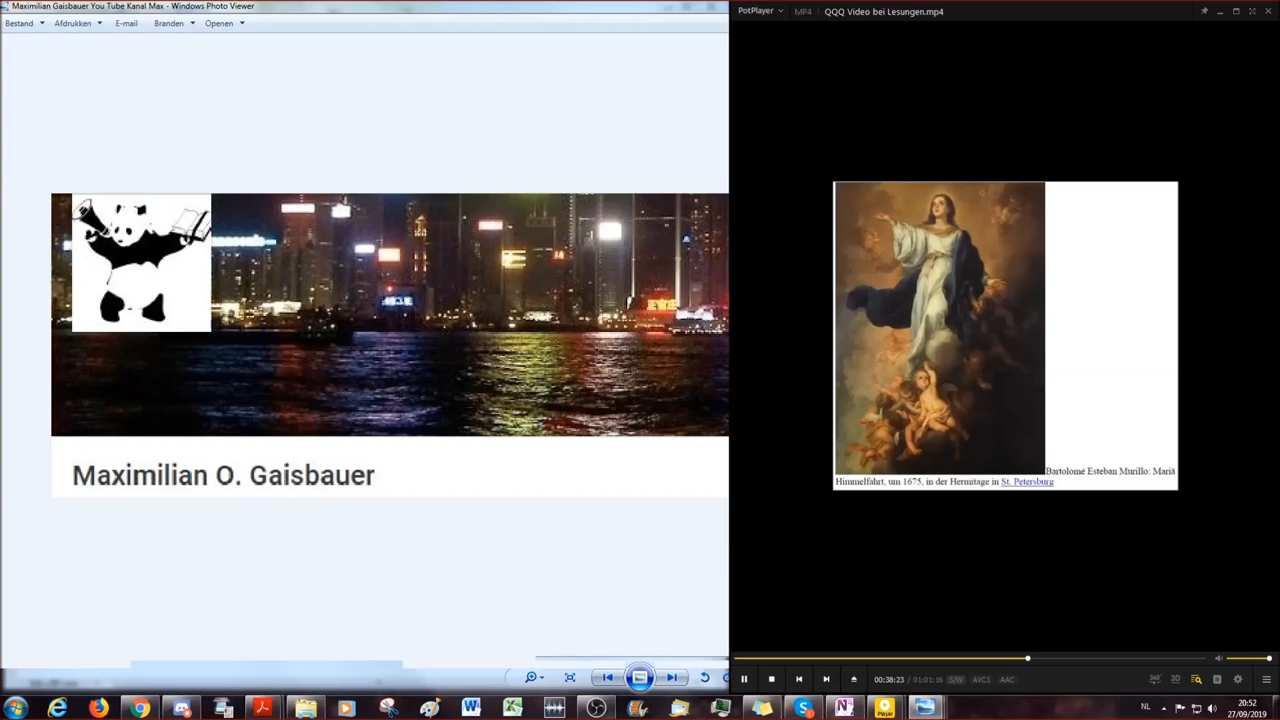 Maximilian Gaisbauer You Tube Kanal Max - Windows Photo Viewer
Bestand Afdrukken E-mail Branden Openen
Maximilian O. Gaisbauer
PotPlayer MP4 QQQ Video bei Lesungen.mp4
Bartolomé Esteban Murillo: Mariä
Himmelfahrt, um 1675, in der Hermitage in St. Petersburg
00:38:23 / 01:01:16 S/W AVC1 AAC
360° 3D
NL 20:52
27/09/2019